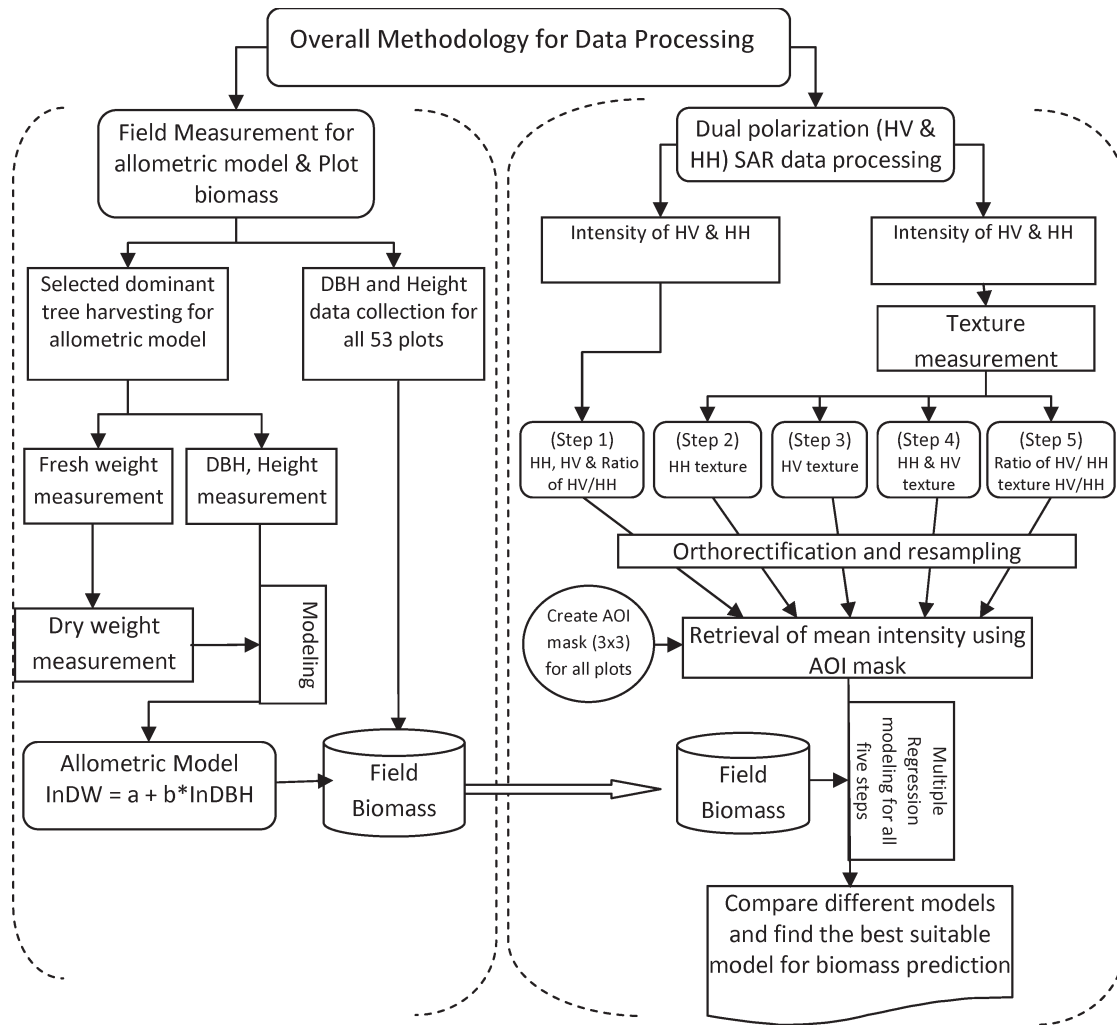 Overall Methodology for Data Processing
Field Measurement for
allometric model & Plot
biomass
Selected dominant
tree harvesting for
allometric model
DBH and Height
data collection for
all 53 plots
Fresh weight
measurement
DBH, Height
measurement
Dry weight
measurement
Modeling
Allometric Model
lnDW = a + b*lnDBH
Field
Biomass
Dual polarization (HV &
HH) SAR data processing
Intensity of HV & HH
Intensity of HV & HH
Texture
measurement
(Step 1)
HH, HV & Ratio
of HV/HH
(Step 2)
HH texture
(Step 3)
HV texture
(Step 4)
HH & HV
texture
(Step 5)
Ratio of HV/ HH
texture HV/HH
Orthorectification and resampling
Create AOI
mask (3x3)
for all plots
Retrieval of mean intensity using
AOI mask
Field
Biomass
Multiple
Regression
modeling for all
five steps
Compare different models
and find the best suitable
model for biomass prediction